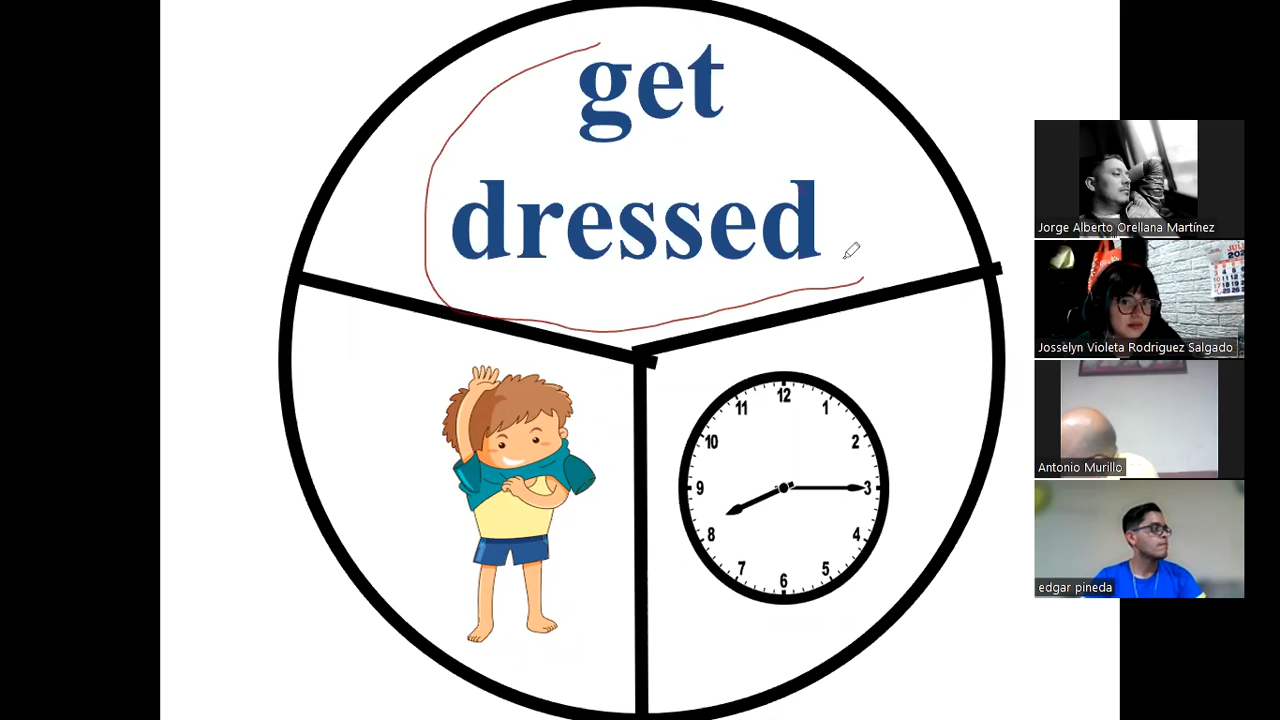 get
dressed
12
11
1
10
2
9
3
8
4
7
5
6
Jorge Alberto Orellana Martínez
JULIO
Josselyn Violeta Rodriguez Salgado
Antonio Murillo
edgar pineda